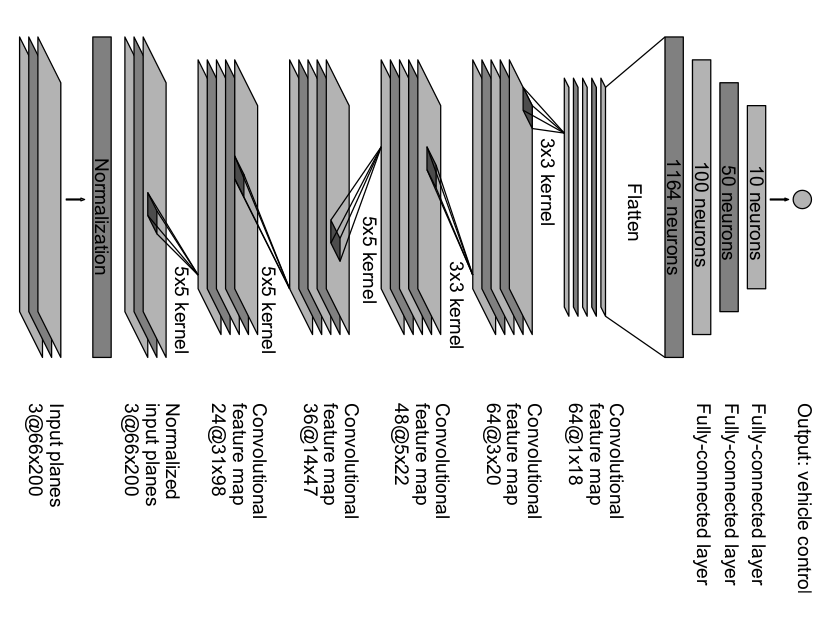 Output: vehicle control
10 neurons
Fully-connected layer
50 neurons
Fully-connected layer
100 neurons
Fully-connected layer
1164 neurons
Flatten
Convolutional
feature map
64@1x18
3x3 kernel
Convolutional
feature map
64@3x20
3x3 kernel
Convolutional
feature map
48@5x22
5x5 kernel
Convolutional
feature map
36@14x47
5x5 kernel
Convolutional
feature map
24@31x98
5x5 kernel
Normalized
input planes
3@66x200
Normalization
Input planes
3@66x200